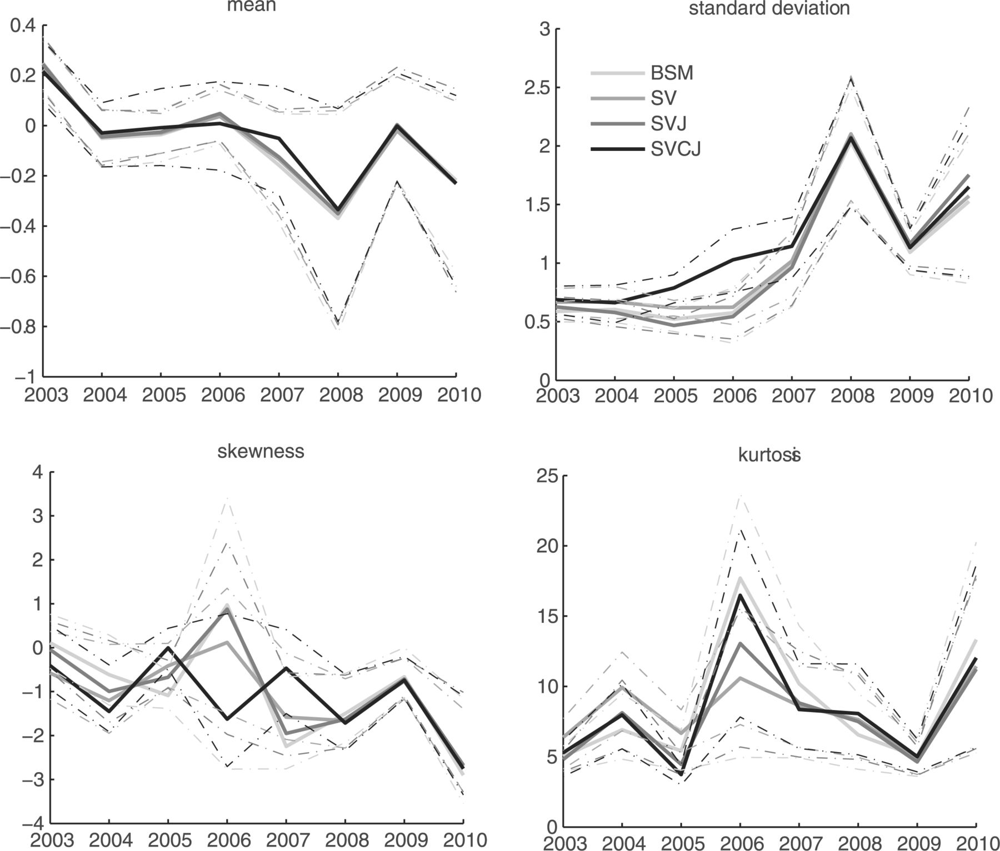 mean
0.4
0.2
0
−0.2
−0.4
−0.6
−0.8
−1
2003 2004 2005 2006 2007 2008 2009 2010
standard deviation
3
2.5
2
1.5
1
0.5
0
BSM
SV
SVJ
SVCJ
2003 2004 2005 2006 2007 2008 2009 2010
skewness
4
3
2
1
0
−1
−2
−3
−4
2003 2004 2005 2006 2007 2008 2009 2010
kurtosis
25
20
15
10
5
0
2003 2004 2005 2006 2007 2008 2009 2010